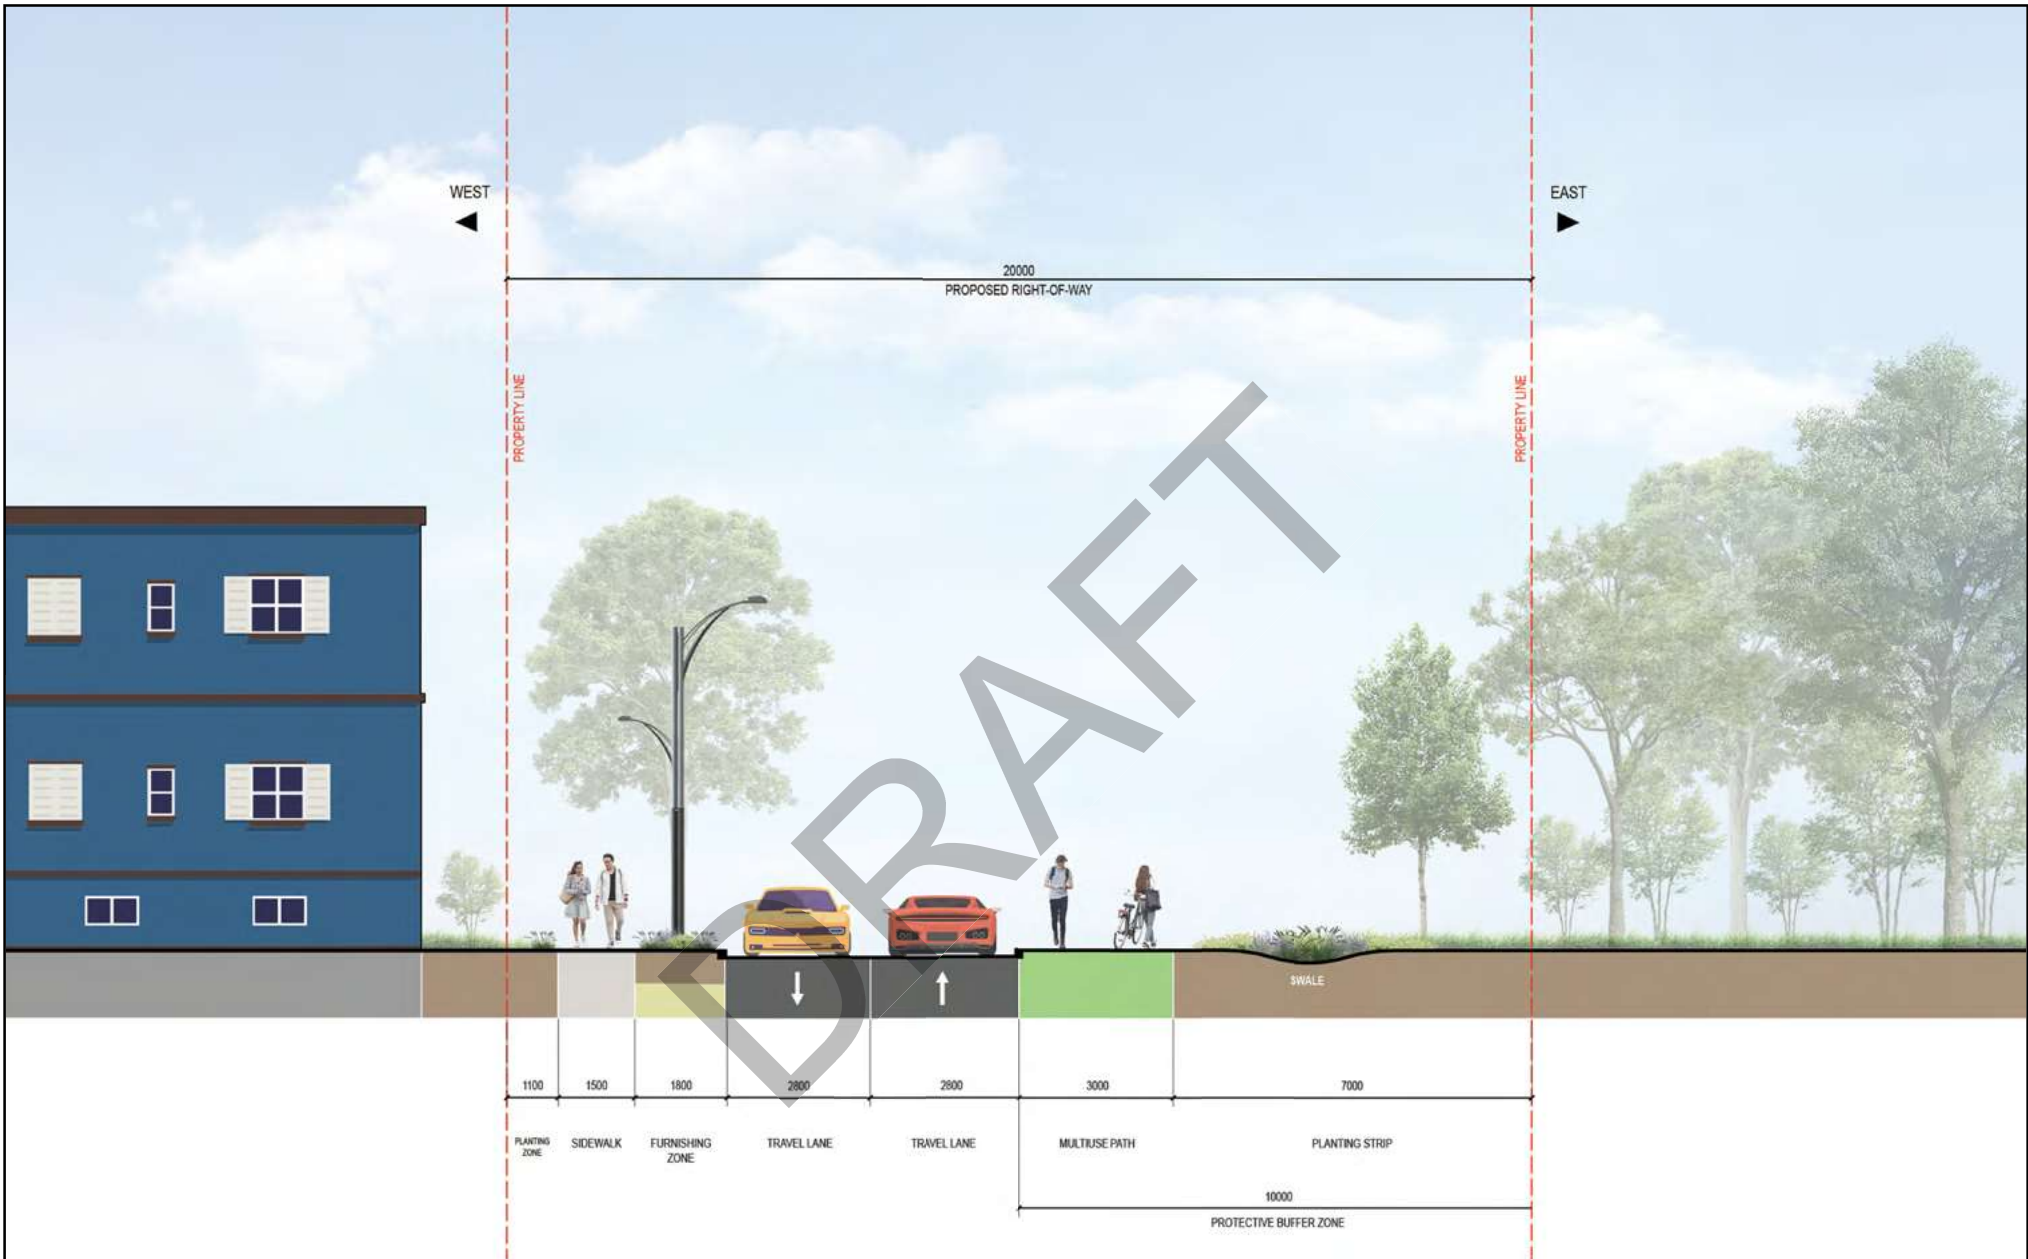 WEST
EAST
20000
PROPOSED RIGHT-OF-WAY
PROPERTY LINE
PROPERTY LINE
DRAFT
SWALE
1100
1500
1800
2800
2800
3000
7000
PLANTING
ZONE
SIDEWALK
FURNISHING
ZONE
TRAVEL LANE
TRAVEL LANE
MULTIUSE PATH
PLANTING STRIP
10000
PROTECTIVE BUFFER ZONE